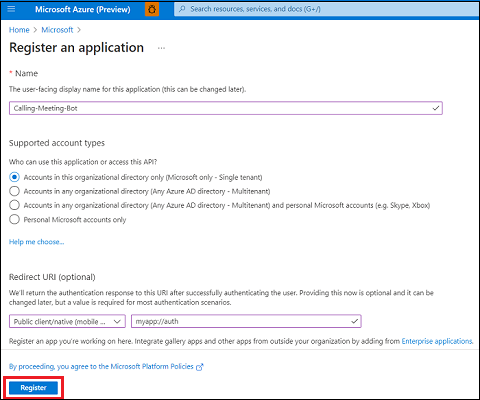 Microsoft Azure (Preview)
Search resources, services, and docs (G+/)
Home > Microsoft >
Register an application ...
* Name
The user-facing display name for this application (this can be changed later).
Calling-Meeting-Bot
Supported account types
Who can use this application or access this API?
Accounts in this organizational directory only (Microsoft only - Single tenant)
Accounts in any organizational directory (Any Azure AD directory - Multitenant)
Accounts in any organizational directory (Any Azure AD directory - Multitenant) and personal Microsoft accounts (e.g. Skype, Xbox)
Personal Microsoft accounts only
Help me choose...
Redirect URI (optional)
We'll return the authentication response to this URI after successfully authenticating the user. Providing this now is optional and it can be
changed later, but a value is required for most authentication scenarios.
Public client/native (mobile ... myapp://auth
Register an app you're working on here. Integrate gallery apps and other apps from outside your organization by adding from Enterprise applications.
By proceeding, you agree to the Microsoft Platform Policies
Register